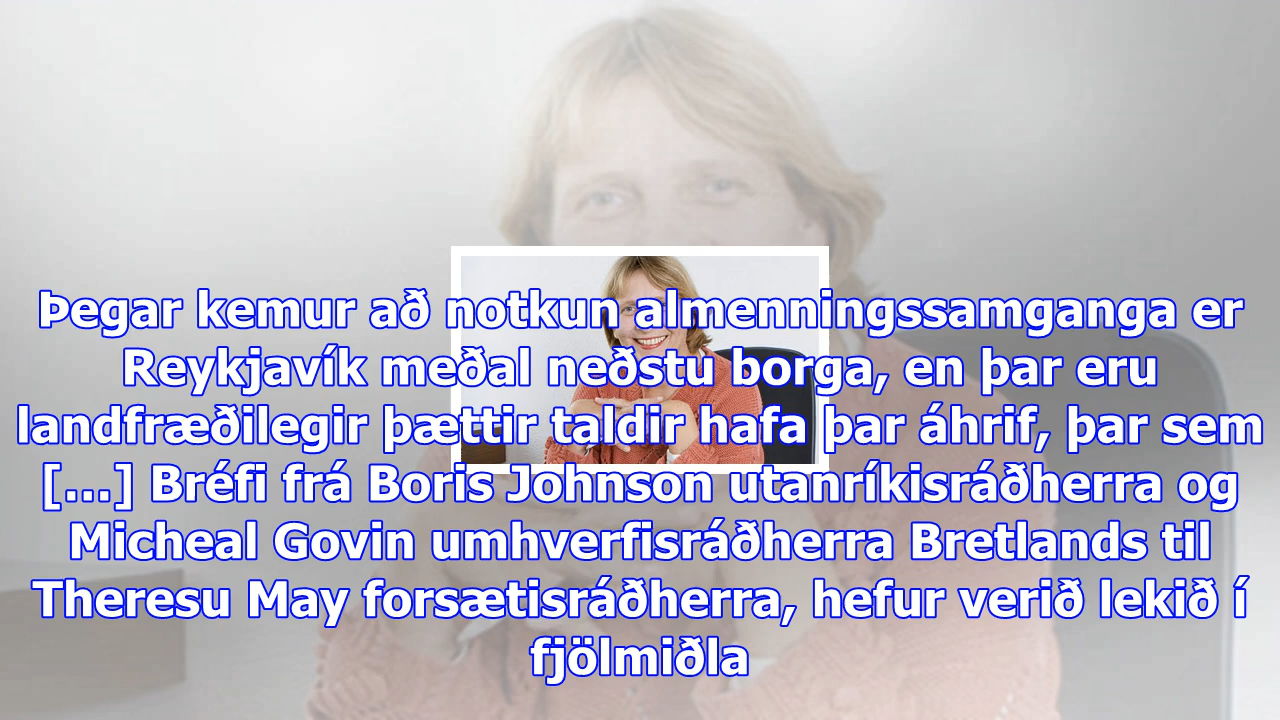 Þegar kemur að notkun almenningssamganga er
Reykjavík meðal neðstu borga, en þar eru
landfræðilegir þættir taldir hafa þar áhrif, þar sem
[...] Bréfi frá Boris Johnson utanríkisráðherra og
Micheal Govin umhverfisráðherra Bretlands til
Theresu May forsætisráðherra, hefur verið lekið í
fjölmiðla